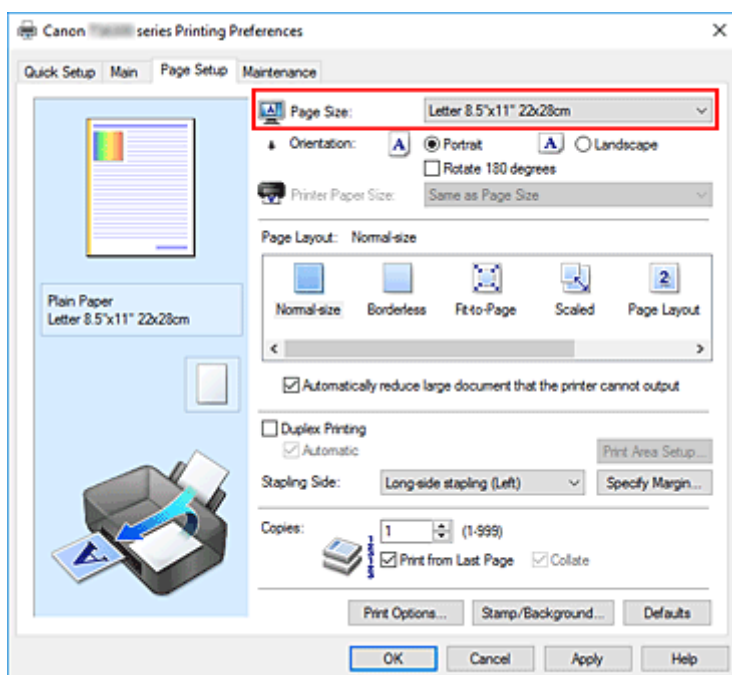 Canon series Printing Preferences
Quick Setup Main Page Setup Maintenance
Page Size: Letter 8.5"x11" 22x28cm
Orientation: A Portrait A Landscape
Rotate 180 degrees
Printer Paper Size: Same as Page Size
Page Layout: Normal-size
2
Normal-size Borderless Fit-to-Page Scaled Page Layout
Automatically reduce large document that the printer cannot output
Plain Paper
Letter 8.5"x11" 22x28cm
Duplex Printing
Automatic Print Area Setup...
Stapling Side: Long-side stapling (Left) Specify Margin...
Copies: 1 (1-999)
Print from Last Page Collate
A
Print Options... Stamp/Background... Defaults
OK Cancel Apply Help